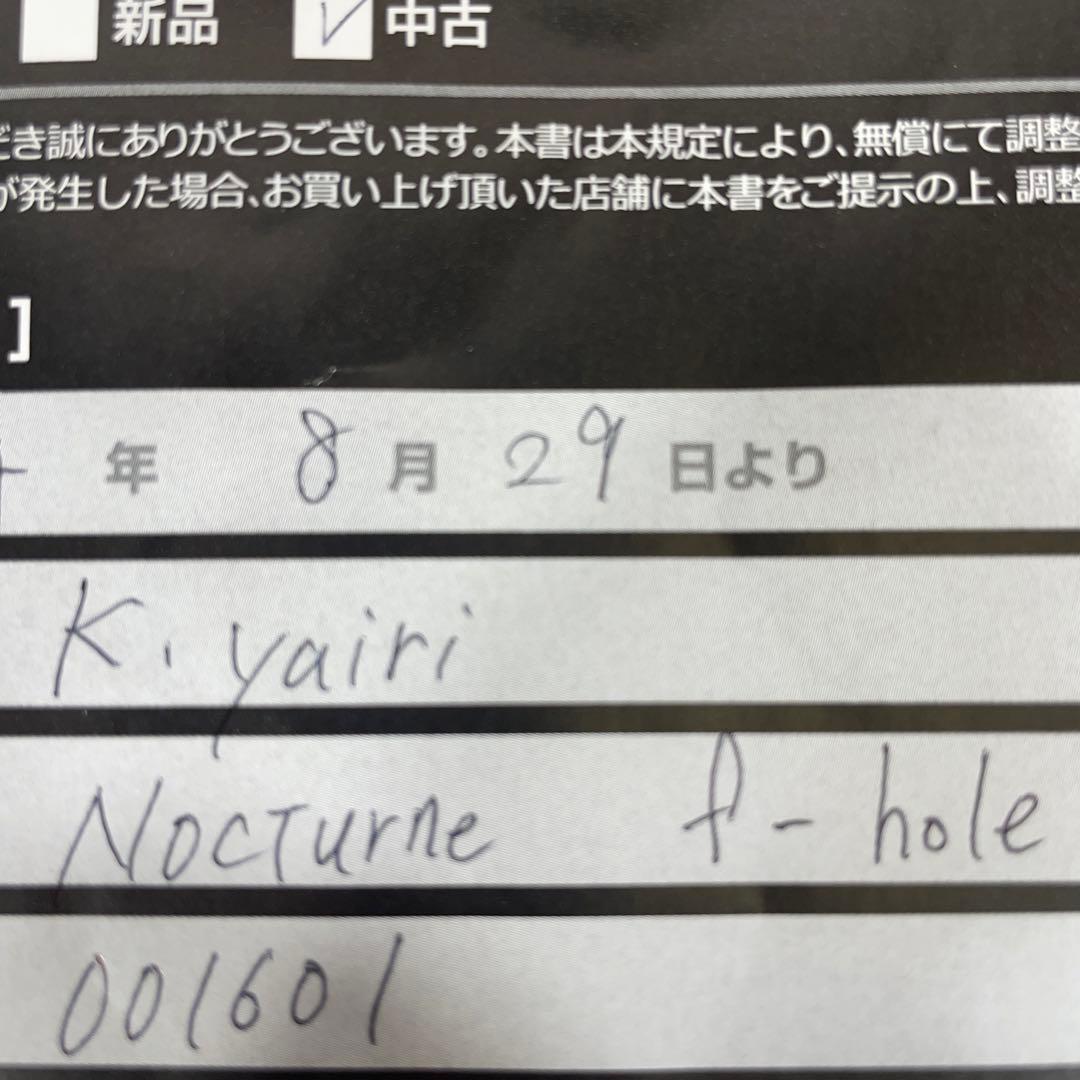 新品 中古
だき誠にありがとうございます。本書は本規定により、無償にて調整
が発生した場合、お買い上げ頂いた店舗に本書をご提示の上、調整
]
年 8 月 29 日より
K. yairi
Nocturne f-hole
001601